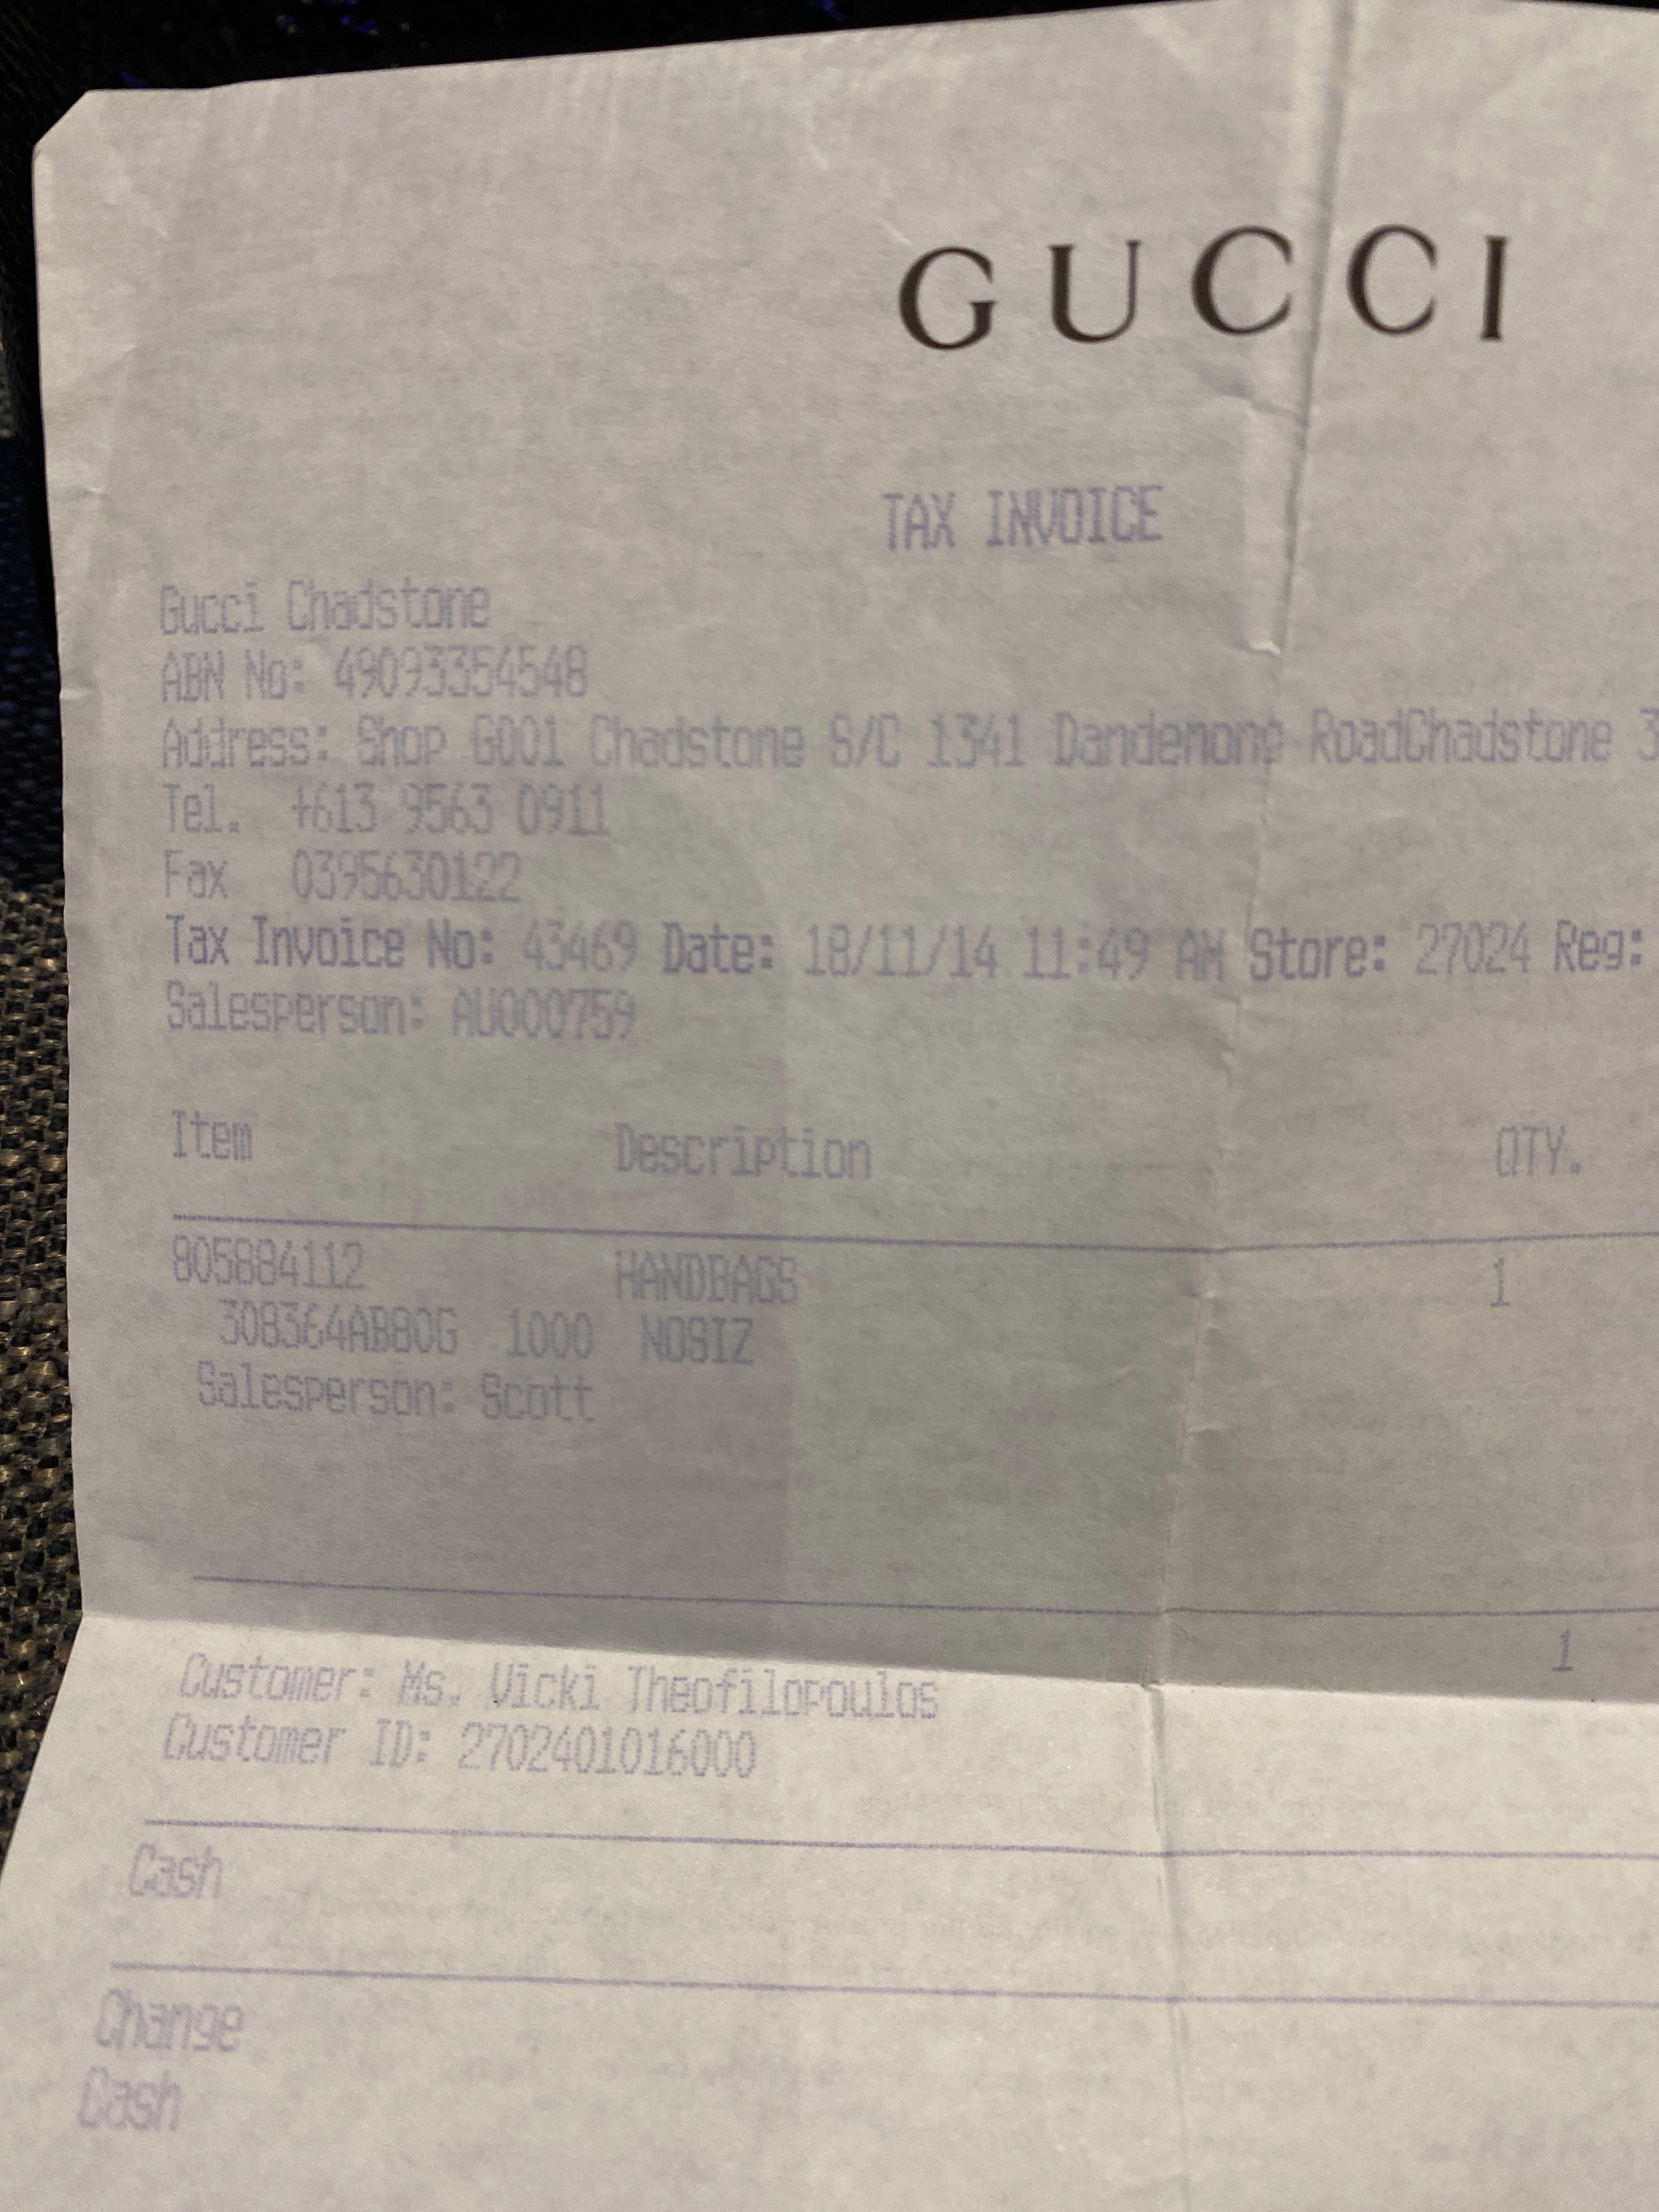 GUCCI
TAX INVOICE
Gucci Chadstone
ABN No: 49093354548
Address: Shop G001 Chadstone S/C 1341 Dandenong RoadChadstone 3
Tel. +613 9563 0911
Fax 0395630122
Tax Invoice No: 43469 Date: 18/11/14 11:49 AM Store: 27024 Reg:
Salesperson: AU000759
Item Description QTY.
805884112 HANDBAGS 1
308364AB80G 1000 NOSIZ
Salesperson: Scott
1
Customer: Ms. Vicki Theofilopoulos
Customer ID: 2702401016000
Cash
Change
Cash